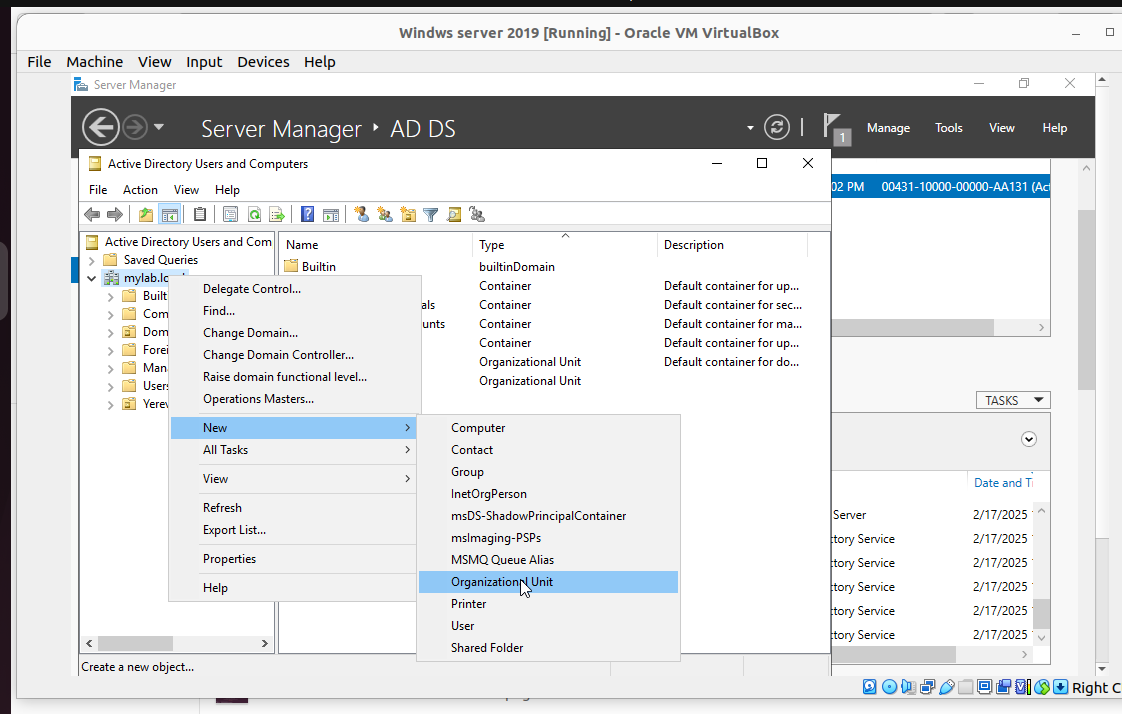 Windws server 2019 [Running] - Oracle VM VirtualBox
File Machine View Input Devices Help
Server Manager
Server Manager AD DS
1
Manage Tools View Help
Active Directory Users and Computers
File Action View Help
02 PM 00431-10000-00000-AA131 (Act
Active Directory Users and Com
Saved Queries
mylab.local
Built
Com
Dom
Forei
Mana
Users
Yerev
Name Type Description
Builtin builtinDomain
Container Default container for up...
als Container Default container for sec...
unts Container Default container for ma...
Container Default container for up...
Organizational Unit Default container for do...
Organizational Unit
Delegate Control...
Find...
Change Domain...
Change Domain Controller...
Raise domain functional level...
Operations Masters...
New
All Tasks
View
Refresh
Export List...
Properties
Help
Computer
Contact
Group
InetOrgPerson
msDS-ShadowPrincipalContainer
msImaging-PSPs
MSMQ Queue Alias
Organizational Unit
Printer
User
Shared Folder
TASKS
Date and Ti
Server 2/17/2025
ctory Service 2/17/2025
ctory Service 2/17/2025
ctory Service 2/17/2025
ctory Service 2/17/2025
ctory Service 2/17/2025
Create a new object...
Right C